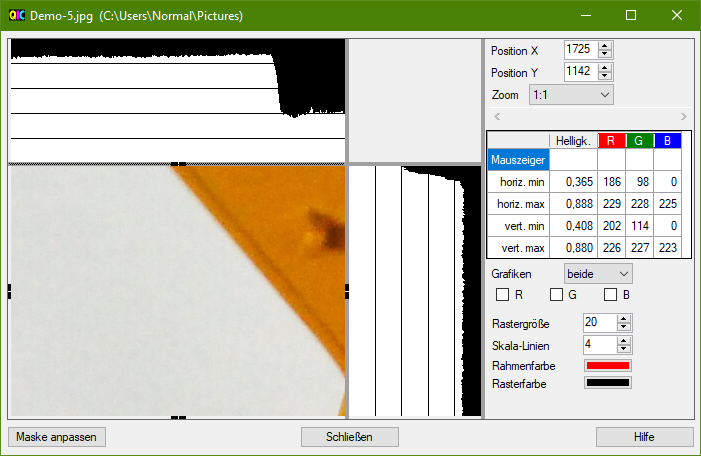 QIC Demo-5.jpg (C:\Users\Normal\Pictures)
Position X 1725
Position Y 1142
Zoom 1:1
Helligk. R G B
Mauszeiger
horiz. min 0,365 186 98 0
horiz. max 0,888 229 228 225
vert. min 0,408 202 114 0
vert. max 0,880 226 227 223
Grafiken beide
R G B
Rastergröße 20
Skala-Linien 4
Rahmenfarbe
Rasterfarbe
Maske anpassen Schließen Hilfe